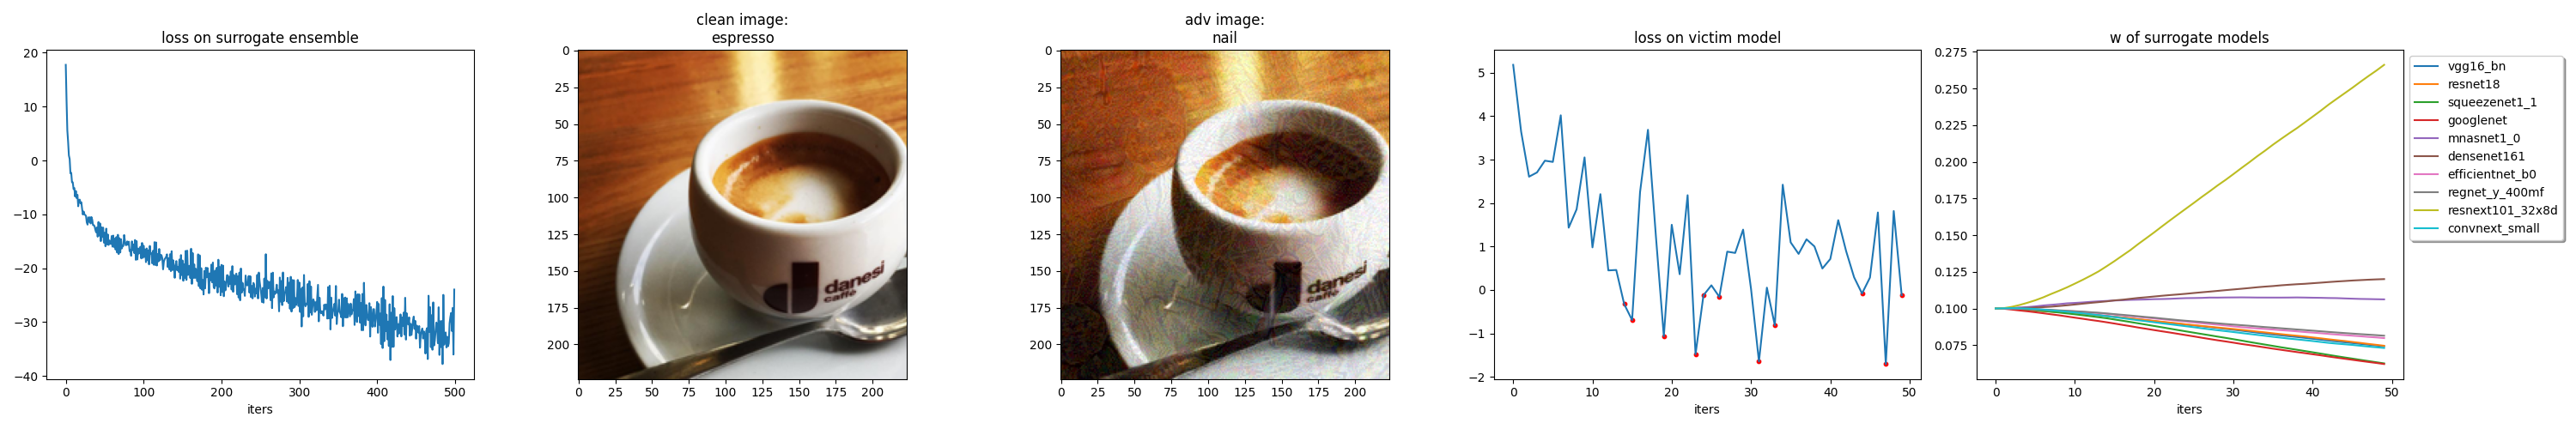 loss on surrogate ensemble
20
10
0
−10
−20
−30
−40
0 100 200 300 400 500
iters
clean image:
espresso
0
25
50
75
100
125
150
175
200
0 25 50 75 100 125 150 175 200
danesi
caffe
adv image:
nail
0
25
50
75
100
125
150
175
200
0 25 50 75 100 125 150 175 200
danesi
caffe
loss on victim model
5
4
3
2
1
0
−1
−2
0 10 20 30 40 50
iters
w of surrogate models
0.275
0.250
0.225
0.200
0.175
0.150
0.125
0.100
0.075
0 10 20 30 40 50
iters
vgg16_bn
resnet18
squeezenet1_1
googlenet
mnasnet1_0
densenet161
efficientnet_b0
regnet_y_400mf
resnext101_32x8d
convnext_small